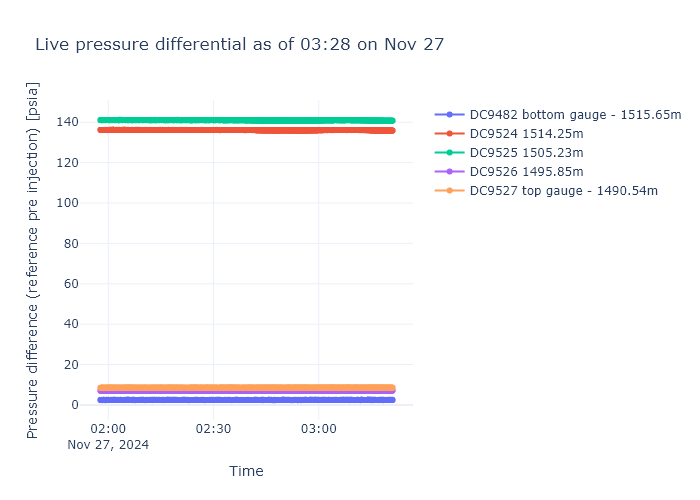 Live pressure differential as of 03:28 on Nov 27
Pressure difference (reference pre injection) [psia]
140
120
100
80
60
40
20
0
02:00
Nov 27, 2024
02:30
03:00
Time
DC9482 bottom gauge - 1515.65m
DC9524 1514.25m
DC9525 1505.23m
DC9526 1495.85m
DC9527 top gauge - 1490.54m